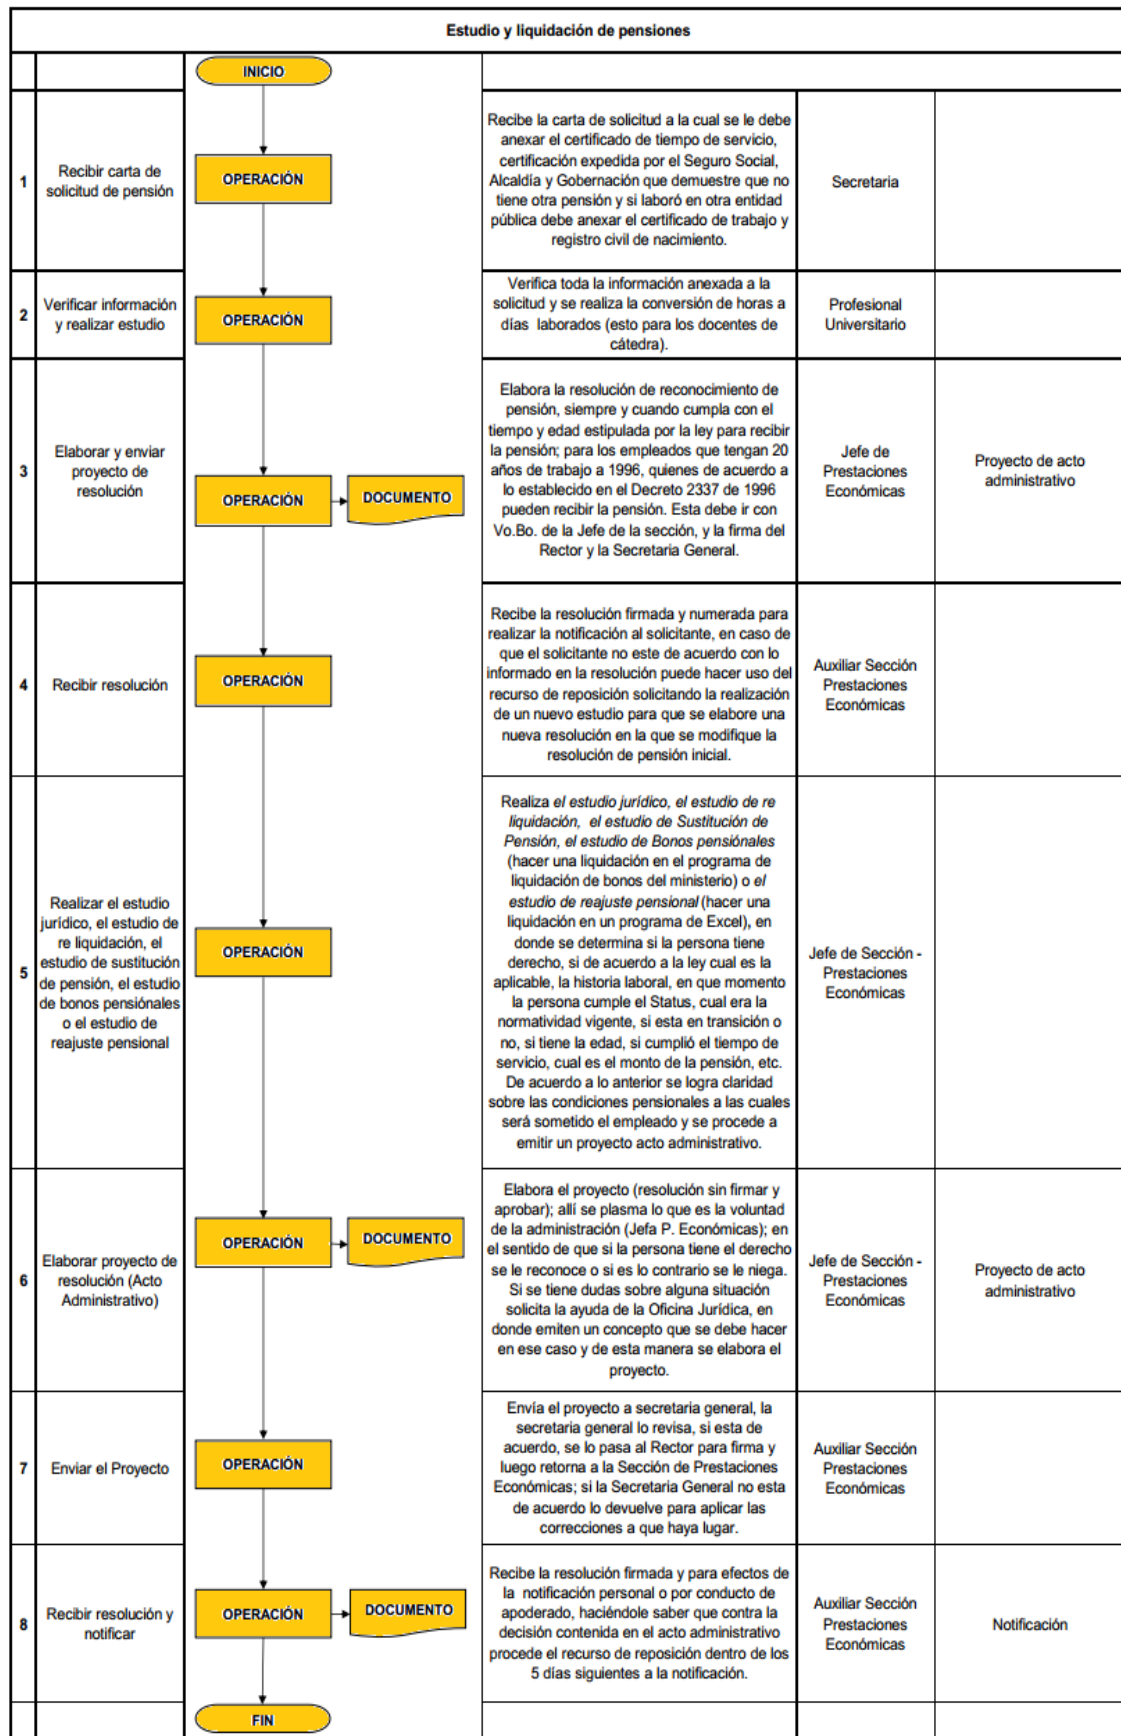 Estudio y liquidación de pensiones
INICIO
1
Recibir carta de
solicitud de pensión
OPERACIÓN
Recibe la carta de solicitud a la cual se le debe
anexar el certificado de tiempo de servicio,
certificación expedida por el Seguro Social,
Alcaldía y Gobernación que demuestre que no
tiene otra pensión y si laboró en otra entidad
pública debe anexar el certificado de trabajo y
registro civil de nacimiento.
Secretaria
2
Verificar información
y realizar estudio
OPERACIÓN
Verifica toda la información anexada a la
solicitud y se realiza la conversión de horas a
días laborados (esto para los docentes de
cátedra).
Profesional
Universitario
3
Elaborar y enviar
proyecto de
resolución
OPERACIÓN
DOCUMENTO
Elabora la resolución de reconocimiento de
pensión, siempre y cuando cumpla con el
tiempo y edad estipulada por la ley para recibir
la pensión; para los empleados que tengan 20
años de trabajo a 1996, quienes de acuerdo a
lo establecido en el Decreto 2337 de 1996
pueden recibir la pensión. Esta debe ir con
Vo.Bo. de la Jefe de la sección, y la firma del
Rector y la Secretaria General.
Jefe de
Prestaciones
Económicas
Proyecto de acto
administrativo
4
Recibir resolución
OPERACIÓN
Recibe la resolución firmada y numerada para
realizar la notificación al solicitante, en caso de
que el solicitante no este de acuerdo con lo
informado en la resolución puede hacer uso del
recurso de reposición solicitando la realización
de un nuevo estudio para que se elabore una
nueva resolución en la que se modifique la
resolución de pensión inicial.
Auxiliar Sección
Prestaciones
Económicas
5
Realizar el estudio
jurídico, el estudio de
re liquidación, el
estudio de sustitución
de pensión, el estudio
de bonos pensiónales
o el estudio de
reajuste pensional
OPERACIÓN
Realiza el estudio jurídico, el estudio de re
liquidación, el estudio de Sustitución de
Pensión, el estudio de Bonos pensiónales
(hacer una liquidación en el programa de
liquidación de bonos del ministerio) o el
estudio de reajuste pensional (hacer una
liquidación en un programa de Excel), en
donde se determina si la persona tiene
derecho, si de acuerdo a la ley cual es la
aplicable, la historia laboral, en que momento
la persona cumple el Status, cual era la
normatividad vigente, si esta en transición o
no, si tiene la edad, si cumplió el tiempo de
servicio, cual es el monto de la pensión, etc.
De acuerdo a lo anterior se logra claridad
sobre las condiciones pensionales a las cuales
será sometido el empleado y se procede a
emitir un proyecto acto administrativo.
Jefe de Sección -
Prestaciones
Económicas
6
Elaborar proyecto de
resolución (Acto
Administrativo)
OPERACIÓN
DOCUMENTO
Elabora el proyecto (resolución sin firmar y
aprobar); allí se plasma lo que es la voluntad
de la administración (Jefa P. Económicas); en
el sentido de que si la persona tiene el derecho
se le reconoce o si es lo contrario se le niega.
Si se tiene dudas sobre alguna situación
solicita la ayuda de la Oficina Jurídica, en
donde emiten un concepto que se debe hacer
en ese caso y de esta manera se elabora el
proyecto.
Jefe de Sección -
Prestaciones
Económicas
Proyecto de acto
administrativo
7
Enviar el Proyecto
OPERACIÓN
Envía el proyecto a secretaria general, la
secretaria general lo revisa, si esta de
acuerdo, se lo pasa al Rector para firma y
luego retorna a la Sección de Prestaciones
Económicas; si la Secretaria General no esta
de acuerdo lo devuelve para aplicar las
correcciones a que haya lugar.
Auxiliar Sección
Prestaciones
Económicas
8
Recibir resolución y
notificar
OPERACIÓN
DOCUMENTO
Recibe la resolución firmada y para efectos de
la notificación personal o por conducto de
apoderado, haciéndole saber que contra la
decisión contenida en el acto administrativo
procede el recurso de reposición dentro de los
5 días siguientes a la notificación.
Auxiliar Sección
Prestaciones
Económicas
Notificación
FIN